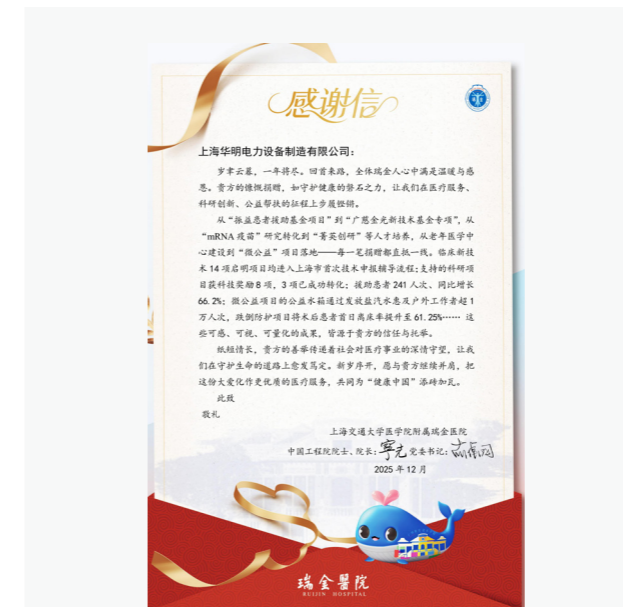 感谢信
上海华明电力设备制造有限公司：
岁聿云暮，一年将尽。回首来路，全体瑞金人心中满是温暖与感
恩。贵方的慷慨捐赠，如守护健康的磐石之力，让我们在医疗服务、
科研创新、公益帮扶的征程上步履铿锵。
从“振益患者援助基金项目”到“广慈金光新技术基金专项”，从
“mRNA 疫苗”研究转化到“菁英创研”等人才培养，从老年医学中
心建设到“微公益”项目落地——每一笔捐赠都直抵一线。临床新技
术 14 项启明项目均进入上海市首次技术申报辅导流程；支持的科研项
目获科技奖励 8 项，3 项已成功转化；援助患者 241 人次、同比增长
66.2%；微公益项目的公益水箱通过发放盐汽水惠及户外工作者超 1
万人次，跌倒防护项目将术后患者首日离床率提升至 61.25%…… 这
些可感、可视、可量化的成果，皆源于贵方的信任与托举。
纸短情长，贵方的善举传递着社会对医疗事业的深情守望，让我
们在守护生命的道路上愈发笃定。新岁序开，愿与贵方继续并肩，把
这份大爱化作更优质的医疗服务，共同为“健康中国”添砖加瓦。
此致
敬礼
上海交通大学医学院附属瑞金医院
中国工程院院士、院长：宁光 党委书记：
2025 年 12 月
瑞金醫院
RUIJIN HOSPITAL